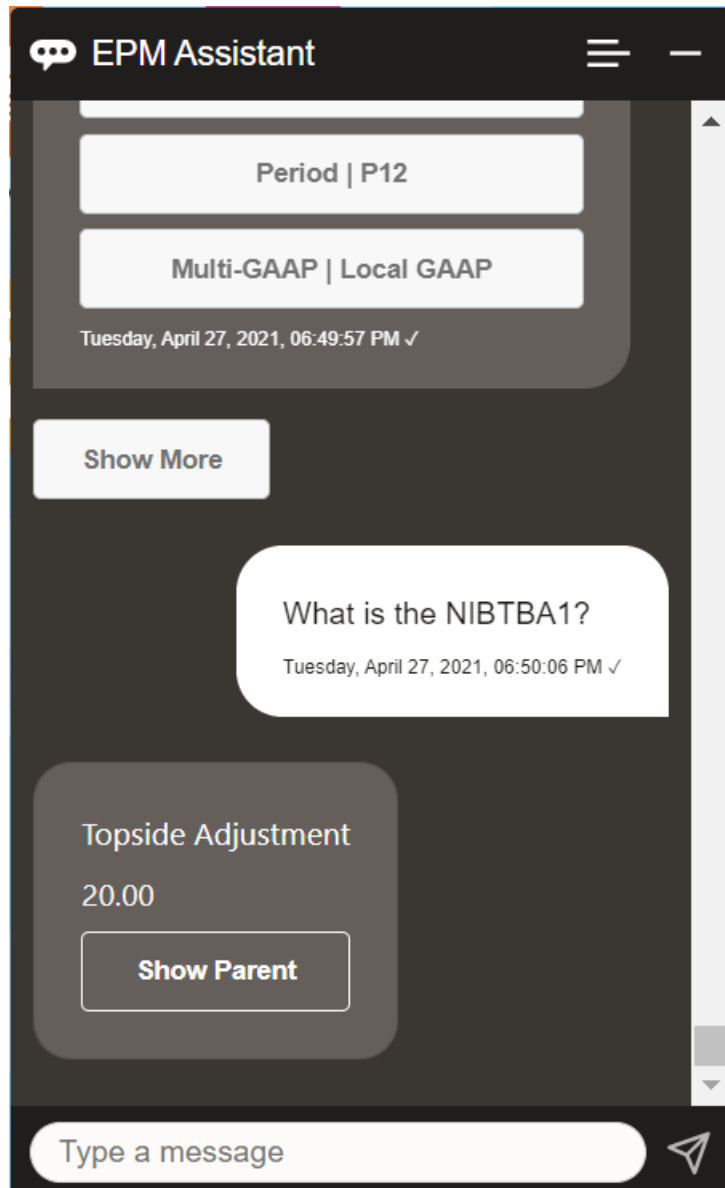 EPM Assistant
Period | P12
Multi-GAAP | Local GAAP
Tuesday, April 27, 2021, 06:49:57 PM ✓
Show More
What is the NIBTBA1?
Tuesday, April 27, 2021, 06:50:06 PM ✓
Topside Adjustment
20.00
Show Parent
Type a message